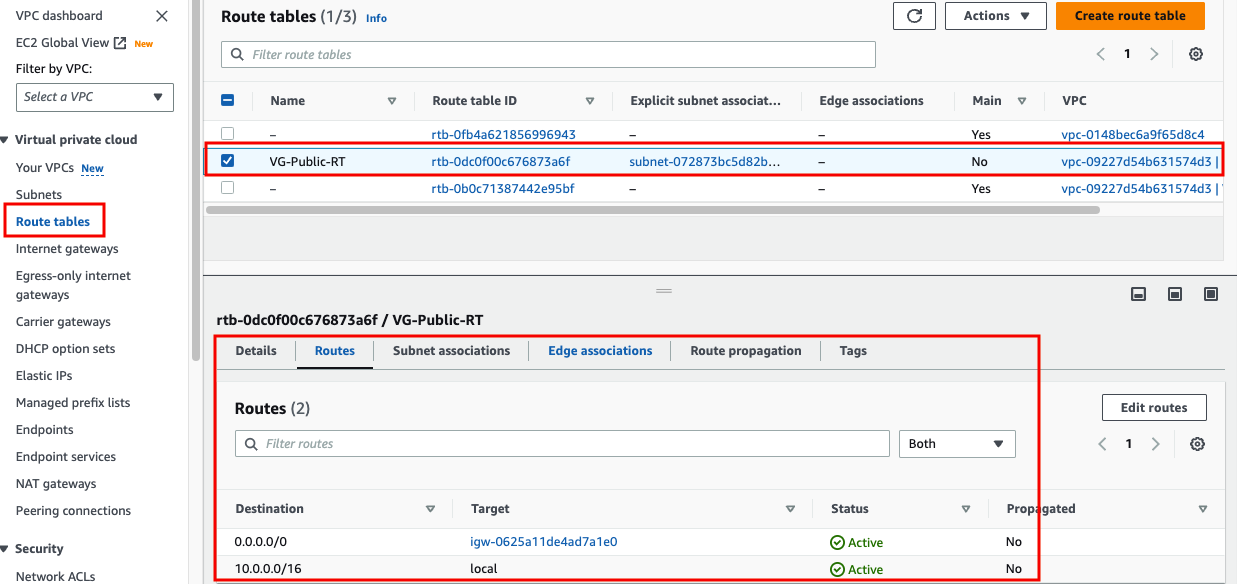 VPC dashboard
EC2 Global View New
Filter by VPC:
Select a VPC
Virtual private cloud
Your VPCs New
Subnets
Route tables
Internet gateways
Egress-only internet
gateways
Carrier gateways
DHCP option sets
Elastic IPs
Managed prefix lists
Endpoints
Endpoint services
NAT gateways
Peering connections
Security
Network ACLs
Route tables (1/3) Info
Actions
Create route table
Filter route tables
1
Name Route table ID Explicit subnet associat... Edge associations Main VPC
– rtb-0fb4a621856996943 – – Yes vpc-0148bec6a9f65d8c4
VG-Public-RT rtb-0dc0f00c676873a6f subnet-072873bc5d82b... – No vpc-09227d54b631574d3 |
– rtb-0b0c71387442e95bf – – Yes vpc-09227d54b631574d3 |
rtb-0dc0f00c676873a6f / VG-Public-RT
Details Routes Subnet associations Edge associations Route propagation Tags
Routes (2)
Edit routes
Filter routes
Both
1
Destination Target Status Propagated
0.0.0.0/0 igw-0625a11de4ad7a1e0 Active No
10.0.0.0/16 local Active No